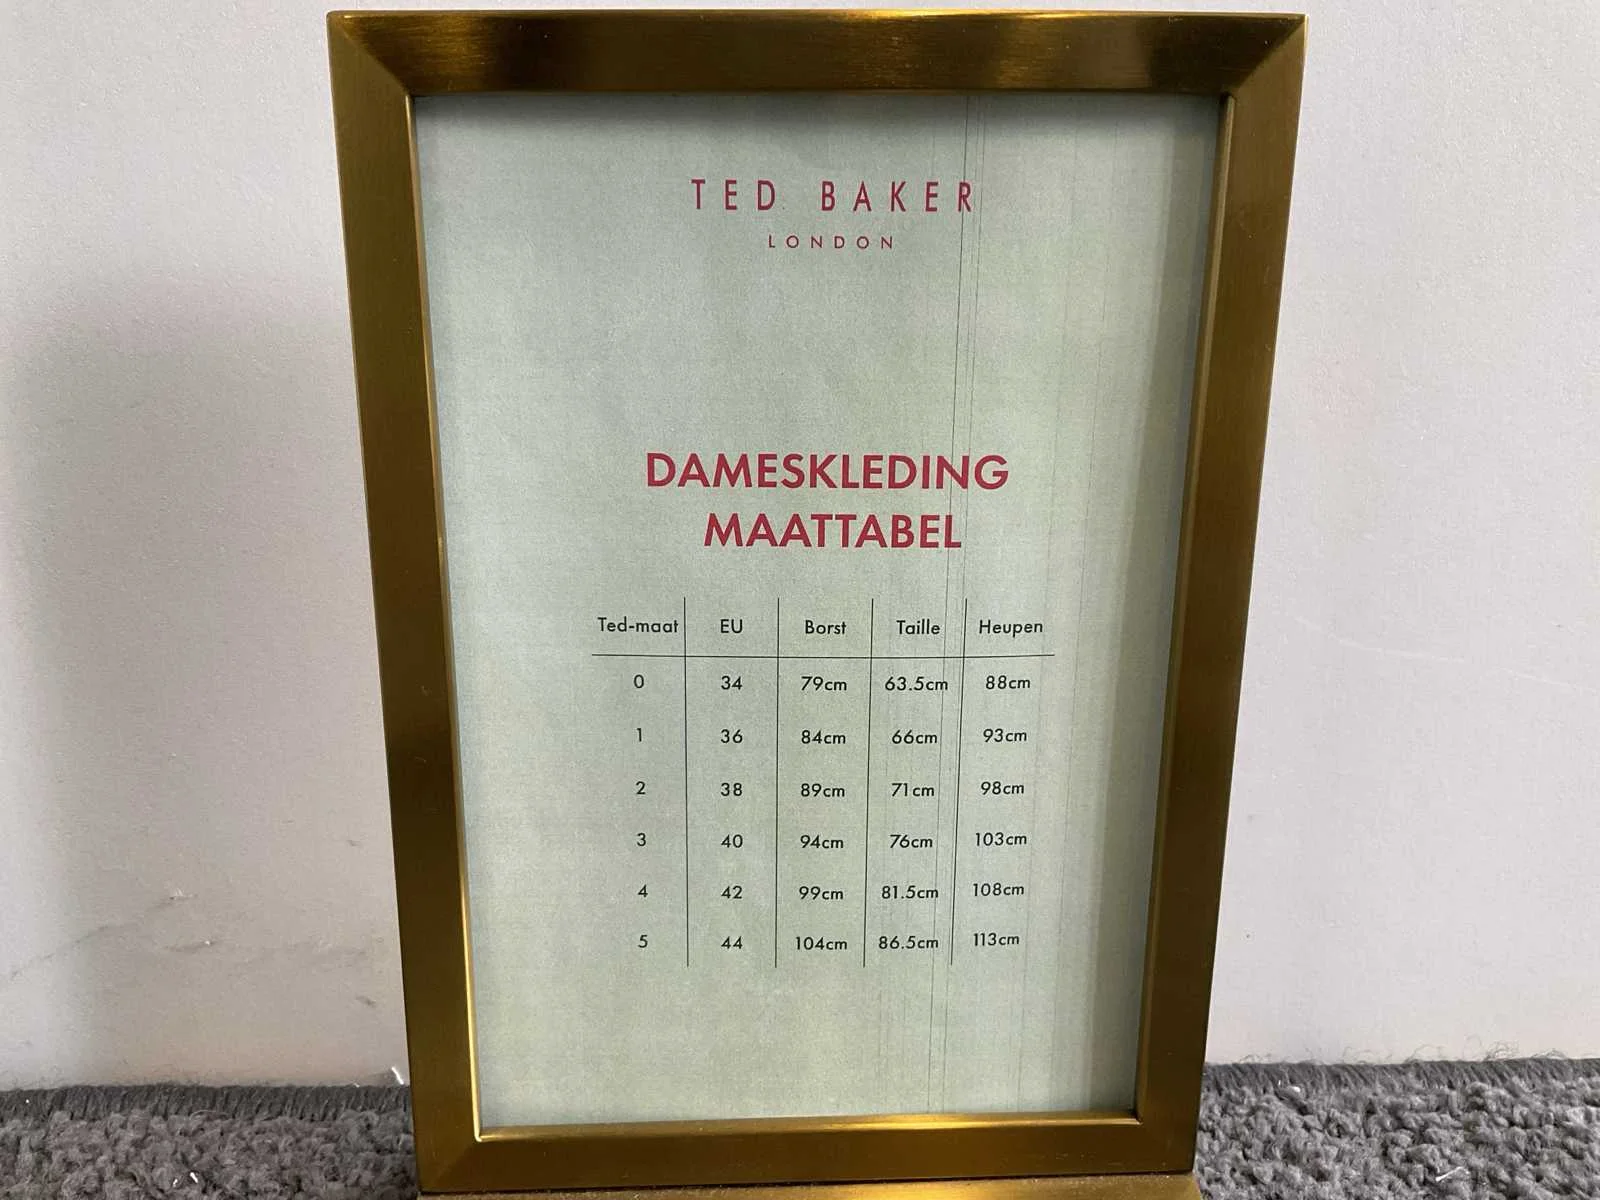 TED BAKER
LONDON
DAMESKLEDING
MAATTABEL
Ted-maat EU Borst Taille Heupen
0 34 79cm 63.5cm 88cm
1 36 84cm 66cm 93cm
2 38 89cm 71cm 98cm
3 40 94cm 76cm 103cm
4 42 99cm 81.5cm 108cm
5 44 104cm 86.5cm 113cm